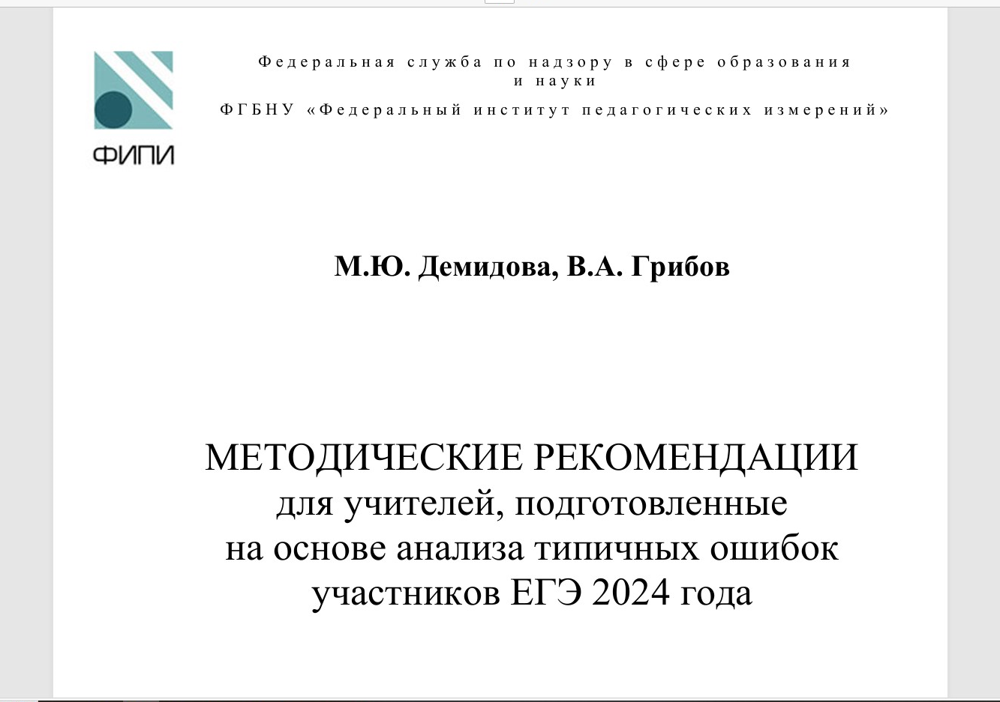 Федеральная служба по надзору в сфере образования
и науки
ФГБНУ «Федеральный институт педагогических измерений»
ФИПИ
М.Ю. Демидова, В.А. Грибов
МЕТОДИЧЕСКИЕ РЕКОМЕНДАЦИИ
для учителей, подготовленные
на основе анализа типичных ошибок
участников ЕГЭ 2024 года